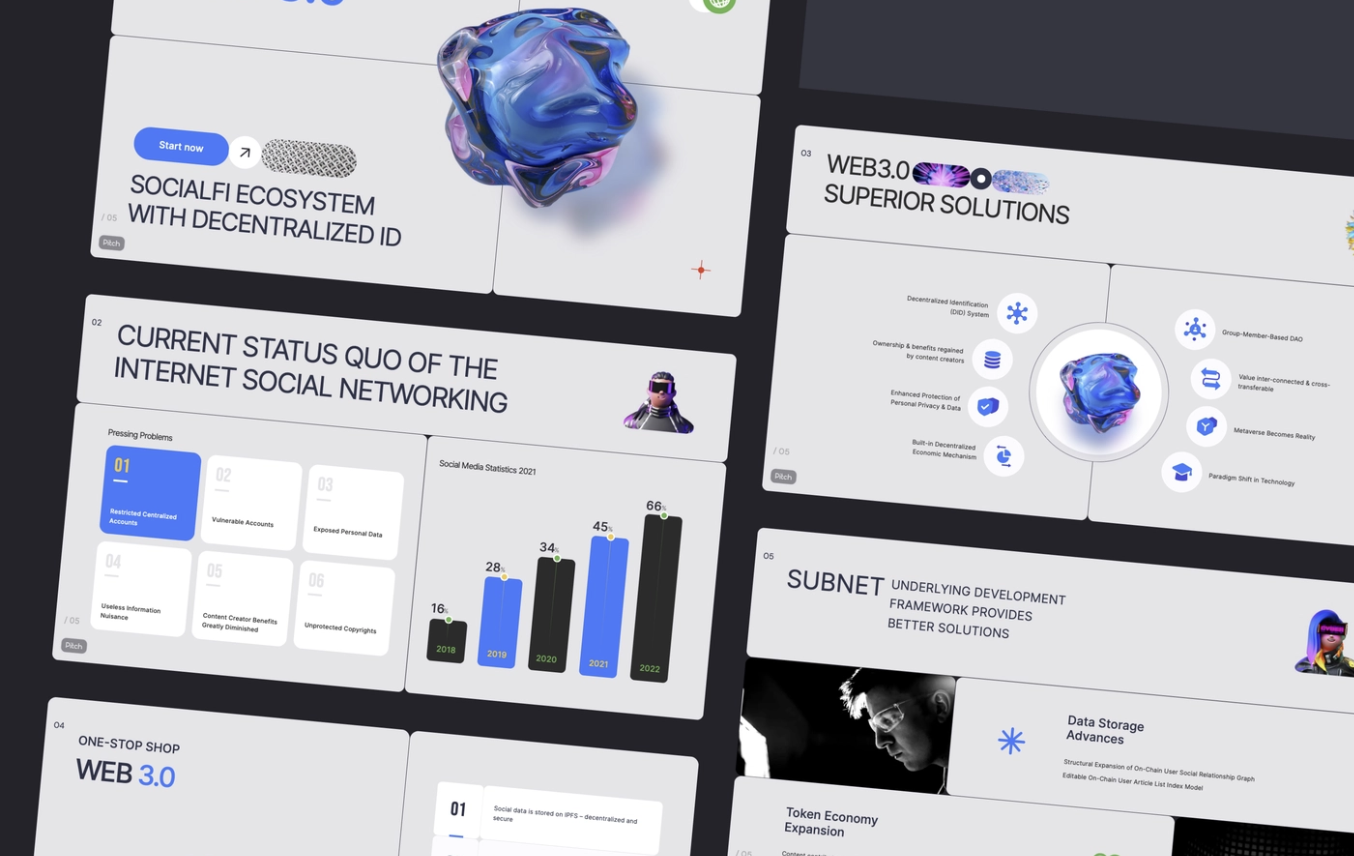 3.0
Start now
SOCIALFI ECOSYSTEM
WITH DECENTRALIZED ID
/ 05
Pitch
02
CURRENT STATUS QUO OF THE
INTERNET SOCIAL NETWORKING
Pressing Problems
01
Restricted Centralized
Accounts
02
Vulnerable Accounts
03
Exposed Personal Data
04
Useless Information
Nuisance
05
Content Creator Benefits
Greatly Diminished
06
Unprotected Copyrights
/ 05
Pitch
Social Media Statistics 2021
16%
28%
34%
45%
66%
2018
2019
2020
2021
2022
04
ONE-STOP SHOP
WEB 3.0
01
Social data is stored on IPFS – decentralized and
secure
03
WEB3.0
SUPERIOR SOLUTIONS
Decentralized Identification
(DID) System
Ownership & benefits regained
by content creators
Enhanced Protection of
Personal Privacy & Data
Built-in Decentralized
Economic Mechanism
Group-Member-Based DAO
Value inter-connected & cross-
transferable
Metaverse Becomes Reality
Paradigm Shift in Technology
/ 05
Pitch
05
SUBNET
UNDERLYING DEVELOPMENT
FRAMEWORK PROVIDES
BETTER SOLUTIONS
Data Storage
Advances
Structural Expansion of On-Chain User Social Relationship Graph
Editable On-Chain User Article List Index Model
Token Economy
Expansion
/ 05